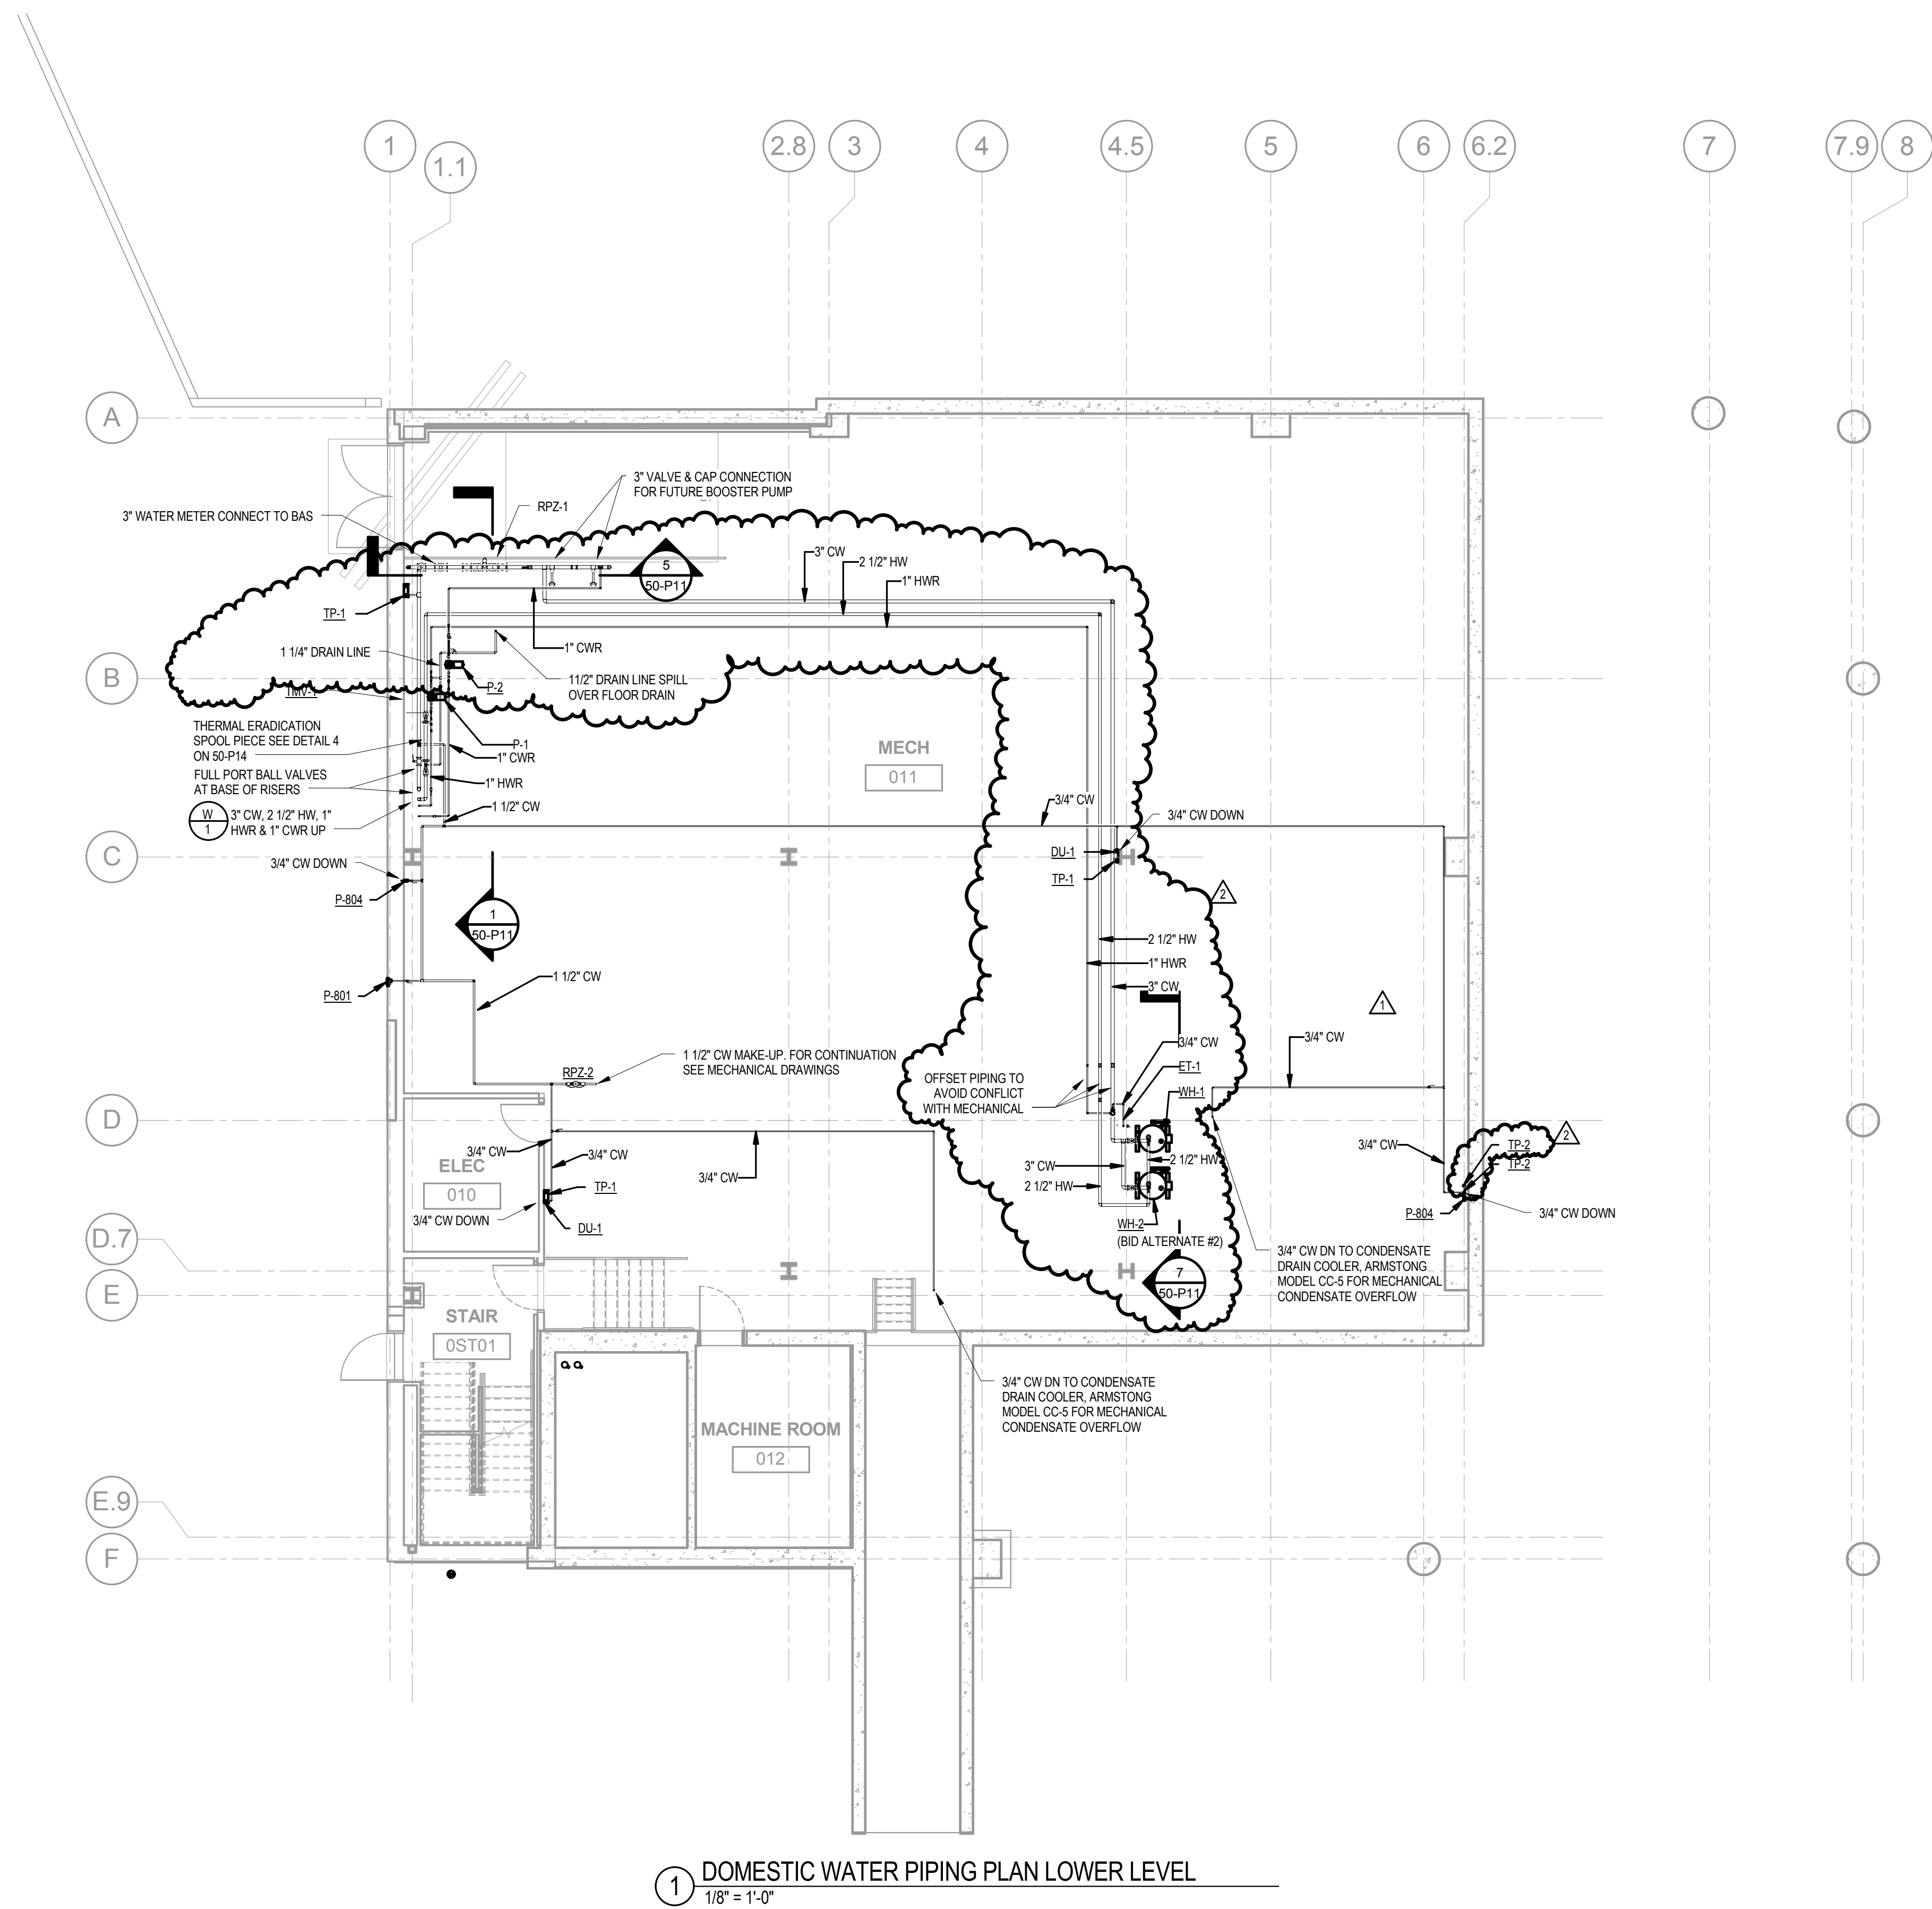 1
1.1
2.8
3
4
4.5
5
6
6.2
7
7.9
8
A
B
C
D
D.7
E
E.9
F
3" VALVE & CAP CONNECTION
FOR FUTURE BOOSTER PUMP
RPZ-1
3" WATER METER CONNECT TO BAS
5
50-P11
3" CW
2 1/2" HW
1" HWR
TP-1
1" CWR
1 1/4" DRAIN LINE
P-2
11/2" DRAIN LINE SPILL
OVER FLOOR DRAIN
TMV-1
THERMAL ERADICATION
SPOOL PIECE SEE DETAIL 4
ON 50-P14
P-1
1" CWR
FULL PORT BALL VALVES
AT BASE OF RISERS
1" HWR
1 1/2" CW
W
1
3" CW, 2 1/2" HW, 1"
HWR & 1" CWR UP
MECH
011
3/4" CW
3/4" CW DOWN
3/4" CW DOWN
DU-1
TP-1
P-804
2
1
50-P11
2 1/2" HW
1" HWR
3" CW
1 1/2" CW
P-801
1
3/4" CW
3/4" CW
1 1/2" CW MAKE-UP. FOR CONTINUATION
SEE MECHANICAL DRAWINGS
RPZ-2
ET-1
OFFSET PIPING TO
AVOID CONFLICT
WITH MECHANICAL
WH-1
2
3/4" CW
TP-2
TP-2
3/4" CW
3/4" CW
3/4" CW
ELEC
010
3" CW
2 1/2" HW
2 1/2" HW
TP-1
3/4" CW DOWN
DU-1
P-804
3/4" CW DOWN
WH-2
(BID ALTERNATE #2)
7
50-P11
3/4" CW DN TO CONDENSATE
DRAIN COOLER, ARMSTONG
MODEL CC-5 FOR MECHANICAL
CONDENSATE OVERFLOW
STAIR
0ST01
3/4" CW DN TO CONDENSATE
DRAIN COOLER, ARMSTONG
MODEL CC-5 FOR MECHANICAL
CONDENSATE OVERFLOW
MACHINE ROOM
012
1
DOMESTIC WATER PIPING PLAN LOWER LEVEL
1/8" = 1'-0"